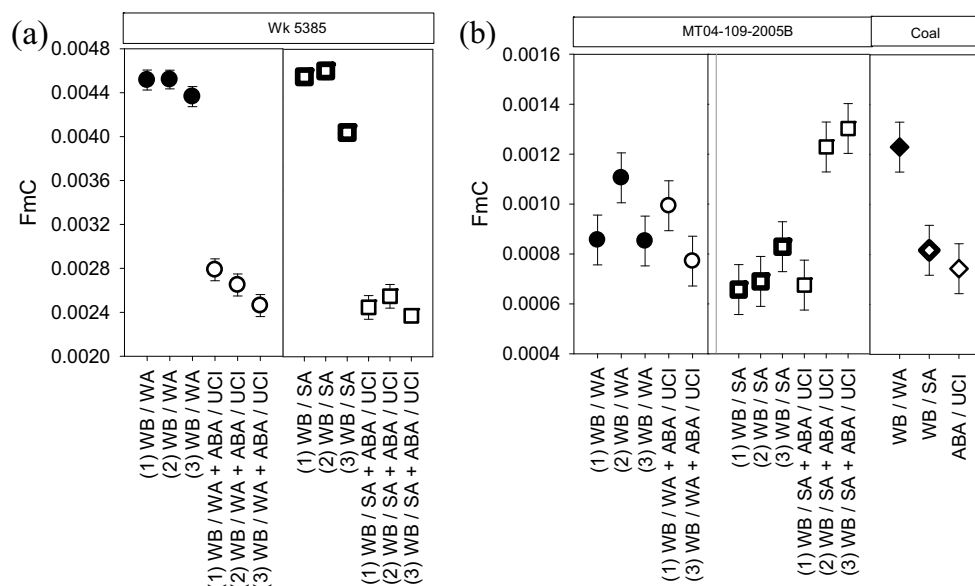 (a)
Wk 5385
FmC
0.0048
0.0044
0.0040
0.0036
0.0032
0.0028
0.0024
0.0020
(1) WB / WA
(2) WB / WA
(3) WB / WA
(1) WB / WA + ABA / UCI
(2) WB / WA + ABA / UCI
(3) WB / WA + ABA / UCI
(1) WB / SA
(2) WB / SA
(3) WB / SA
(1) WB / SA + ABA / UCI
(2) WB / SA + ABA / UCI
(3) WB / SA + ABA / UCI
(b)
MT04-109-2005B
Coal
FmC
0.0016
0.0014
0.0012
0.0010
0.0008
0.0006
0.0004
(1) WB / WA
(2) WB / WA
(3) WB / WA
(1) WB / WA + ABA / UCI
(3) WB / WA + ABA / UCI
(1) WB / SA
(2) WB / SA
(3) WB / SA
(1) WB / SA + ABA / UCI
(2) WB / SA + ABA / UCI
(3) WB / SA + ABA / UCI
WB / WA
WB / SA
ABA / UCI